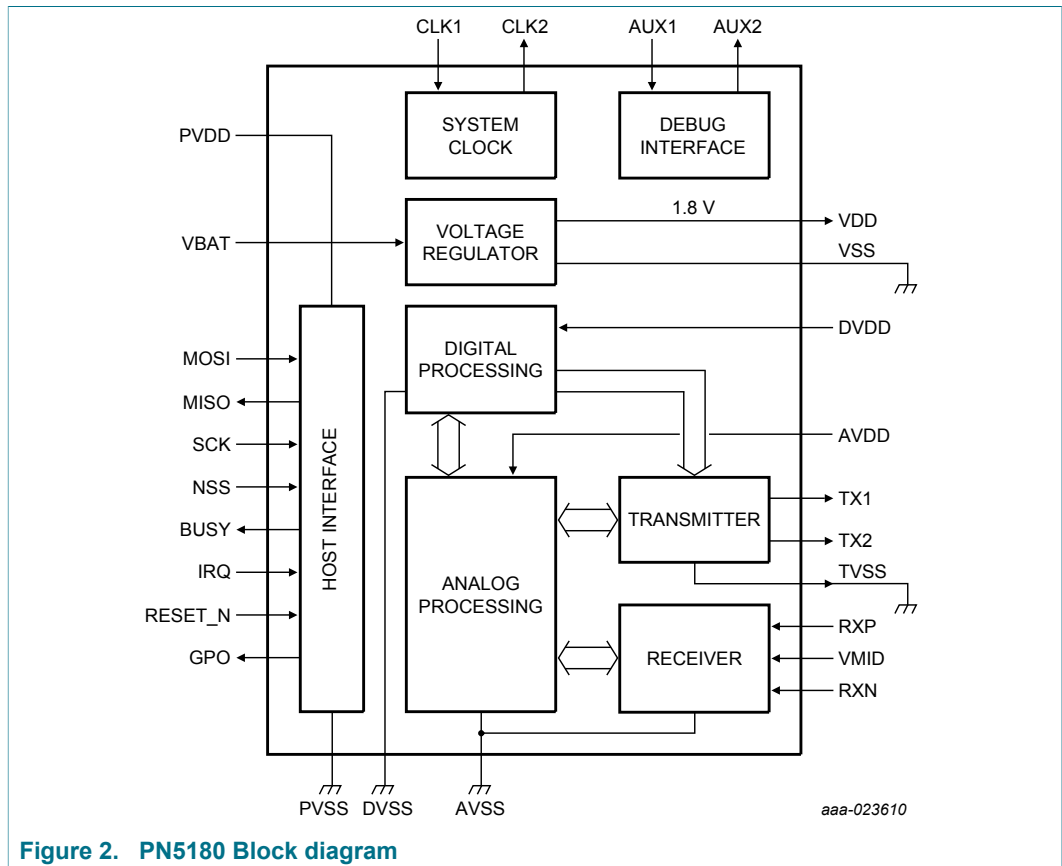 CLK1 CLK2 AUX1 AUX2
SYSTEM
CLOCK
DEBUG
INTERFACE
PVDD
1.8 V
VDD
VOLTAGE
REGULATOR
VBAT
VSS
DVDD
DIGITAL
PROCESSING
MOSI
MISO
SCK
NSS
BUSY
IRQ
RESET_N
GPO
HOST INTERFACE
AVDD
TX1
TRANSMITTER
TX2
TVSS
ANALOG
PROCESSING
RXP
RECEIVER
VMID
RXN
PVSS DVSS AVSS
aaa-023610
Figure 2. PN5180 Block diagram